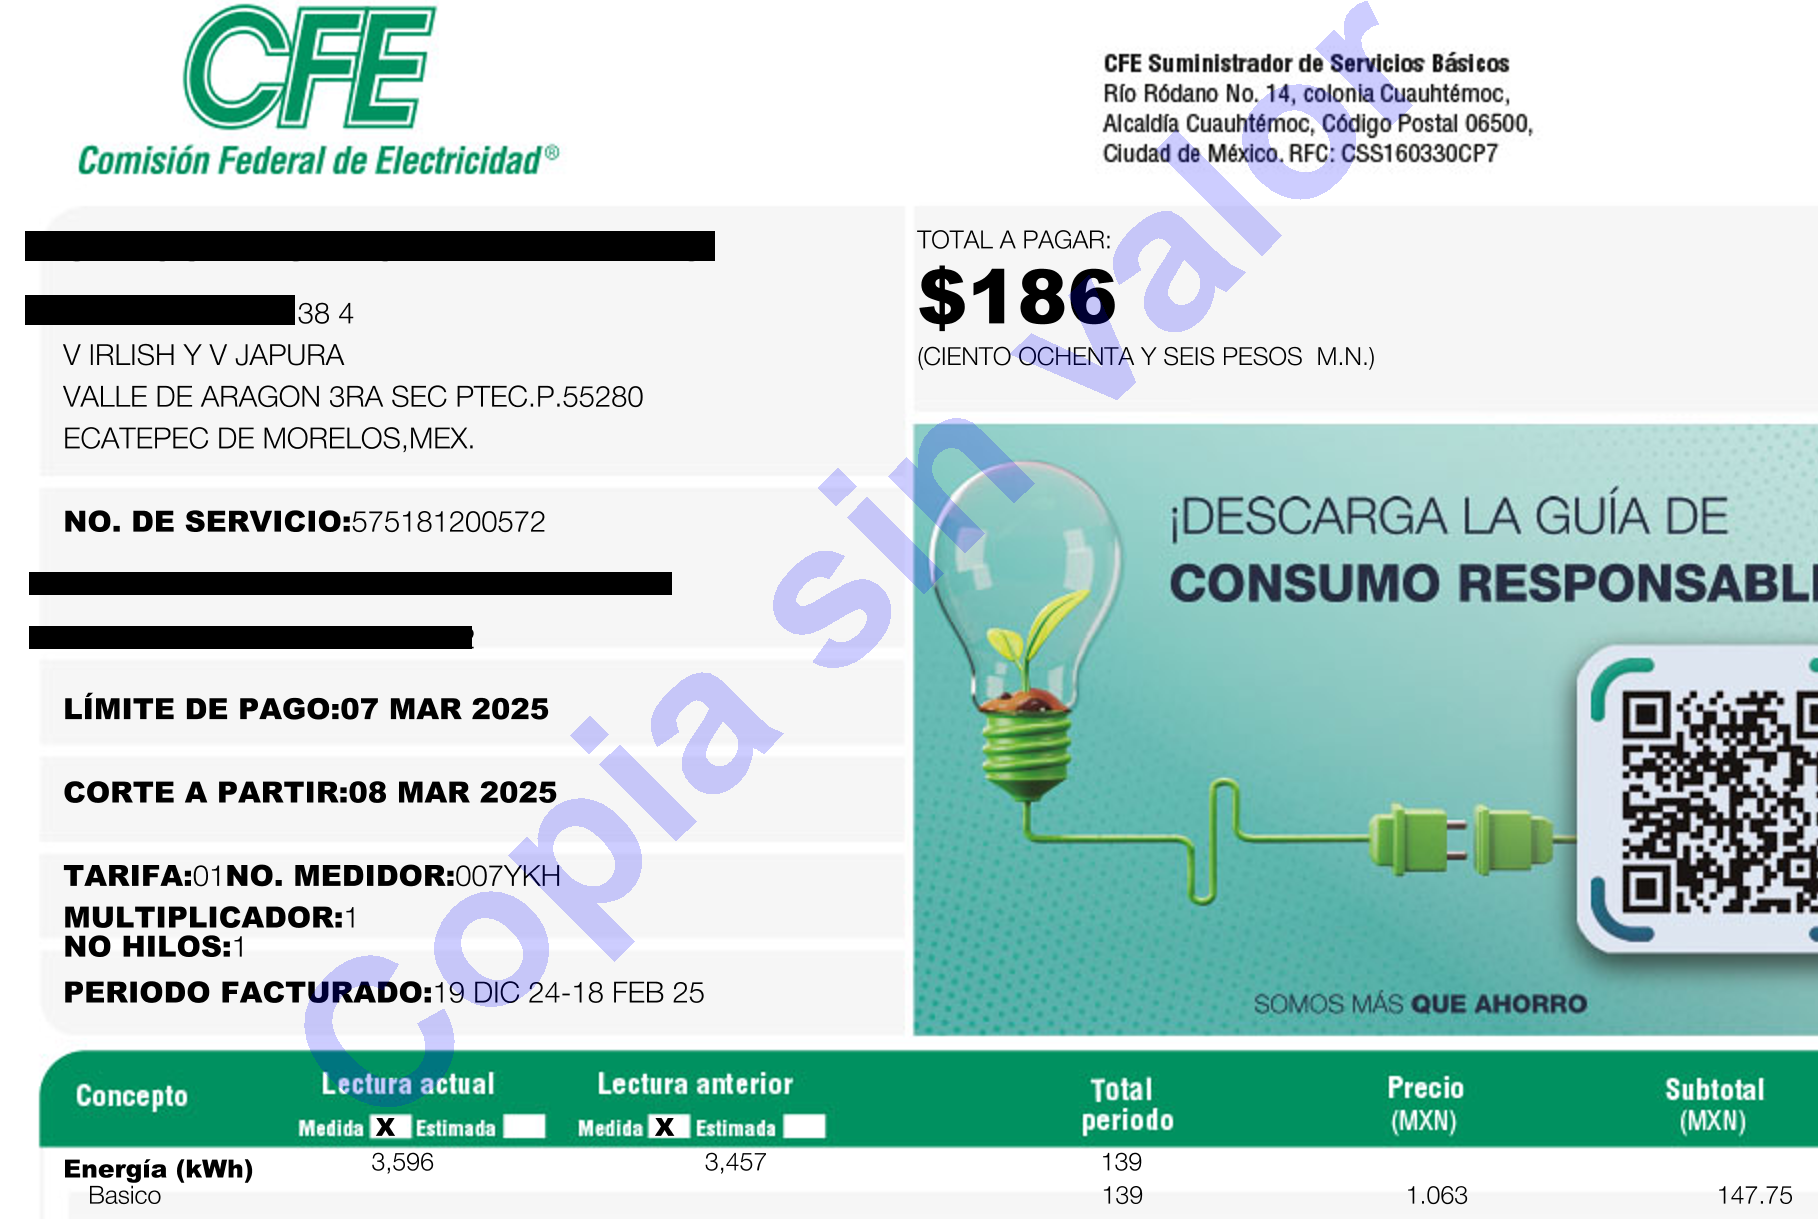 CFE
Comisión Federal de Electricidad®
CFE Suministrador de Servicios Básicos
Río Ródano No. 14, colonia Cuauhtémoc,
Alcaldía Cuauhtémoc, Código Postal 06500,
Ciudad de México. RFC: CSS160330CP7
38 4
V IRLISH Y V JAPURA
VALLE DE ARAGON 3RA SEC PTEC.P.55280
ECATEPEC DE MORELOS,MEX.
NO. DE SERVICIO:575181200572
LÍMITE DE PAGO:07 MAR 2025
CORTE A PARTIR:08 MAR 2025
TARIFA:01NO. MEDIDOR:007YKH
MULTIPLICADOR:1
NO HILOS:1
PERIODO FACTURADO:19 DIC 24-18 FEB 25
TOTAL A PAGAR:
$186
(CIENTO OCHENTA Y SEIS PESOS M.N.)
¡DESCARGA LA GUÍA DE
CONSUMO RESPONSABL
SOMOS MÁS QUE AHORRO
Copia sin valor
Concepto Lectura actual Lectura anterior Total periodo Precio (MXN) Subtotal (MXN)
Medida X Estimada Medida X Estimada
Energía (kWh) 3,596 3,457 139
Basico 139 1.063 147.75